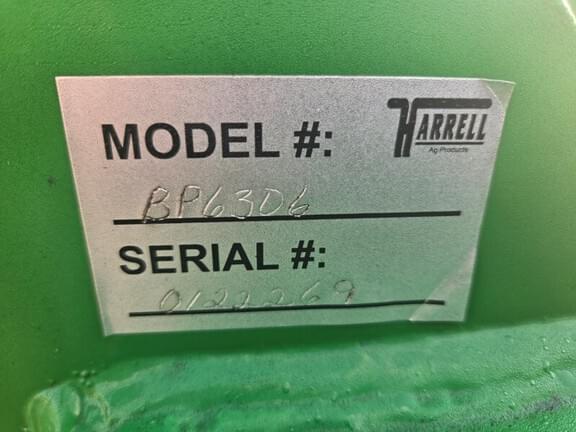 HARRELL
Ag Products
MODEL #:
BP6306
SERIAL #:
0122269